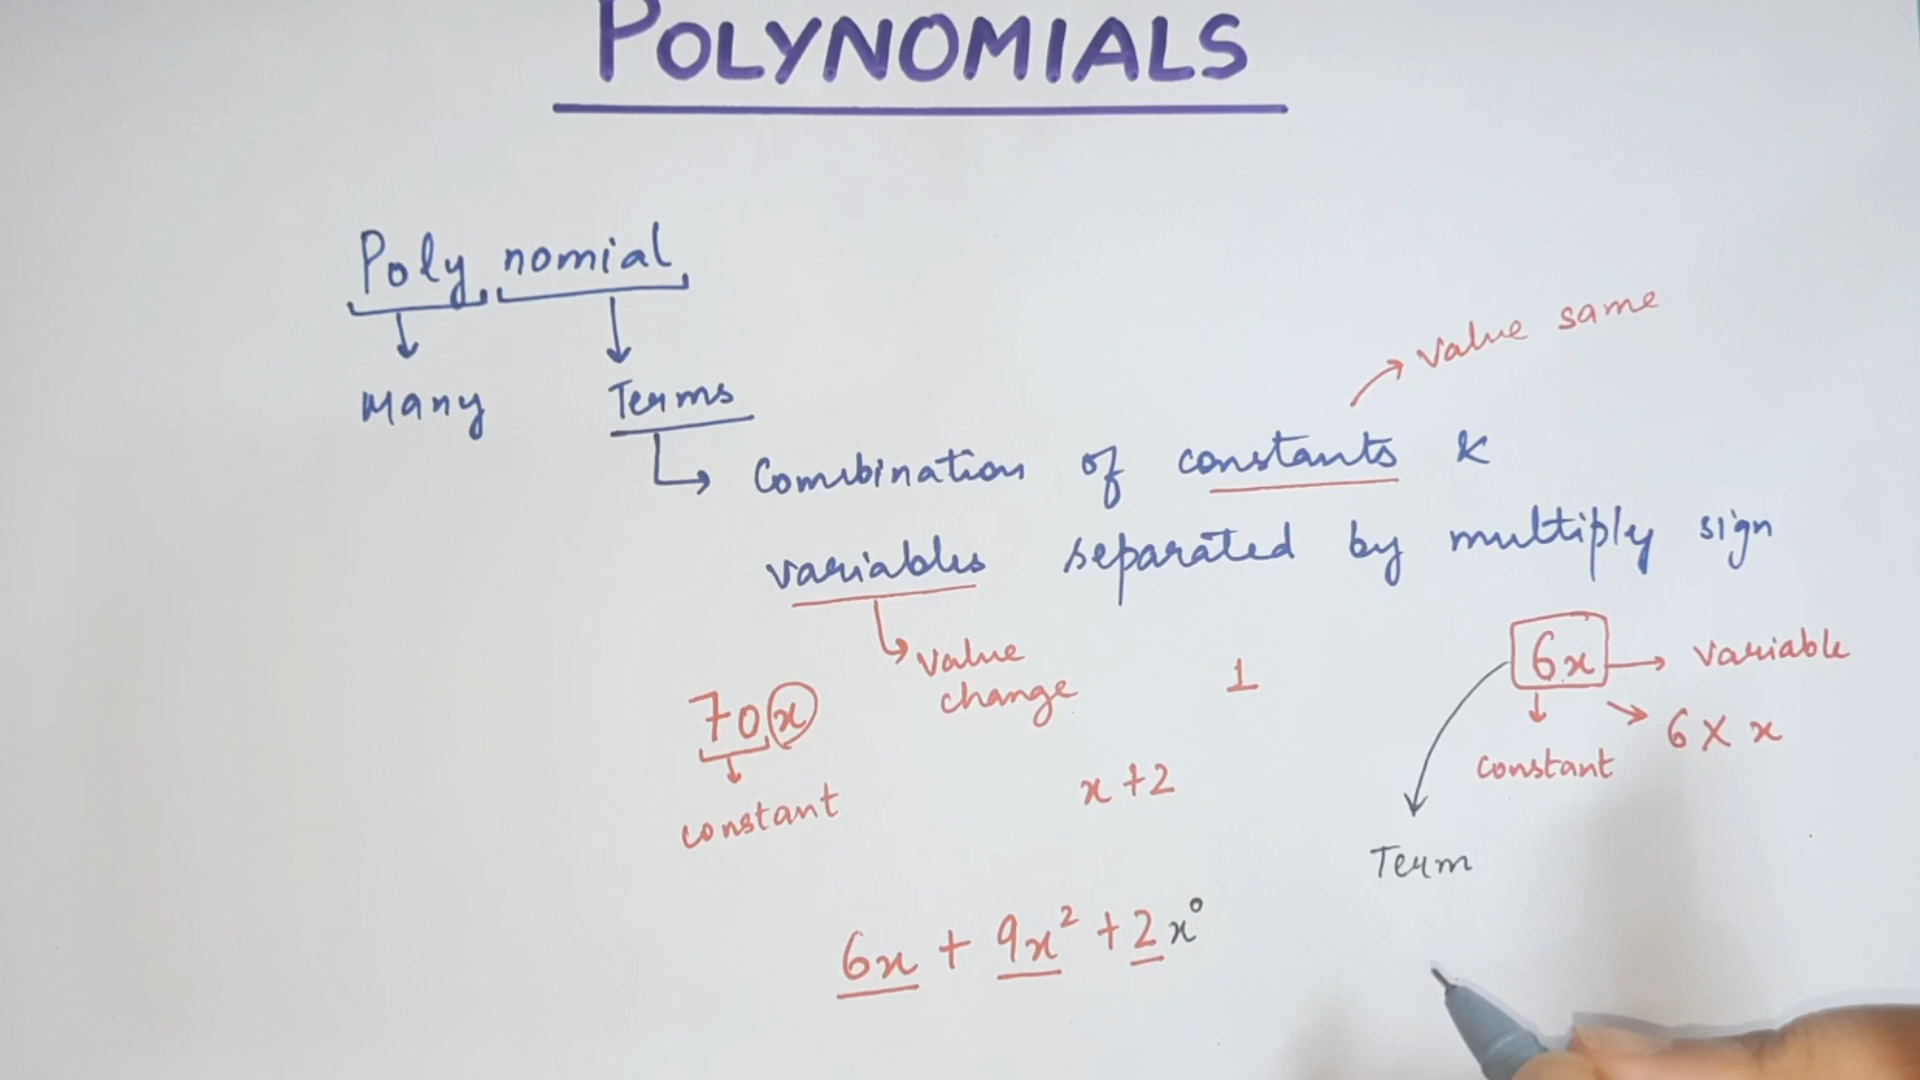 POLYNOMIALS
Poly nomial
Many Terms
value same
Combination of constants &
variables separated by multiply sign
value
change
1
6x variable
70x
6 X x
constant
constant
x + 2
Term
6x + 9x² + 2x⁰